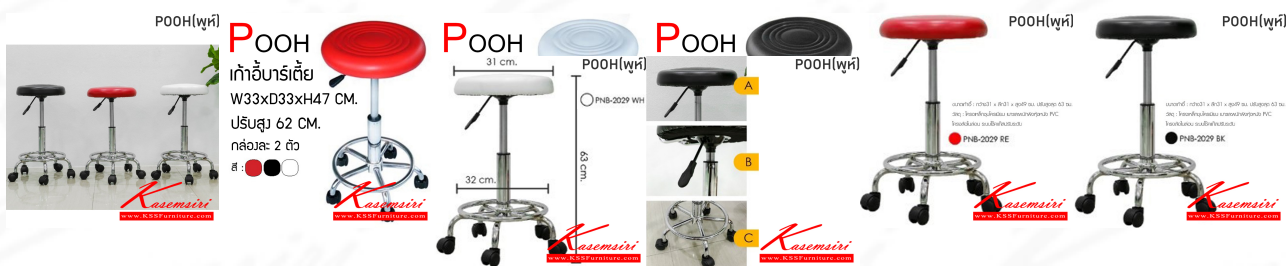 POOH(พูห์)
Kasemsiri
www.KSSFurniture.com
POOH
เก้าอี้บาร์เตี้ย
W33xD33xH47 CM.
ปรับสูง 62 CM.
กล่องละ 2 ตัว
สี :
Kasemsiri
www.KSSFurniture.com
POOH
POOH(พูห์)
31 cm.
PNB-2029 WH
63 cm.
32 cm.
Kasemsiri
www.KSSFurniture.com
POOH
POOH(พูห์)
A
B
C
Kasemsiri
www.KSSFurniture.com
POOH(พูห์)
PNB-2029 RE
Kasemsiri
www.KSSFurniture.com
POOH(พูห์)
PNB-2029 BK
Kasemsiri
www.KSSFurniture.com